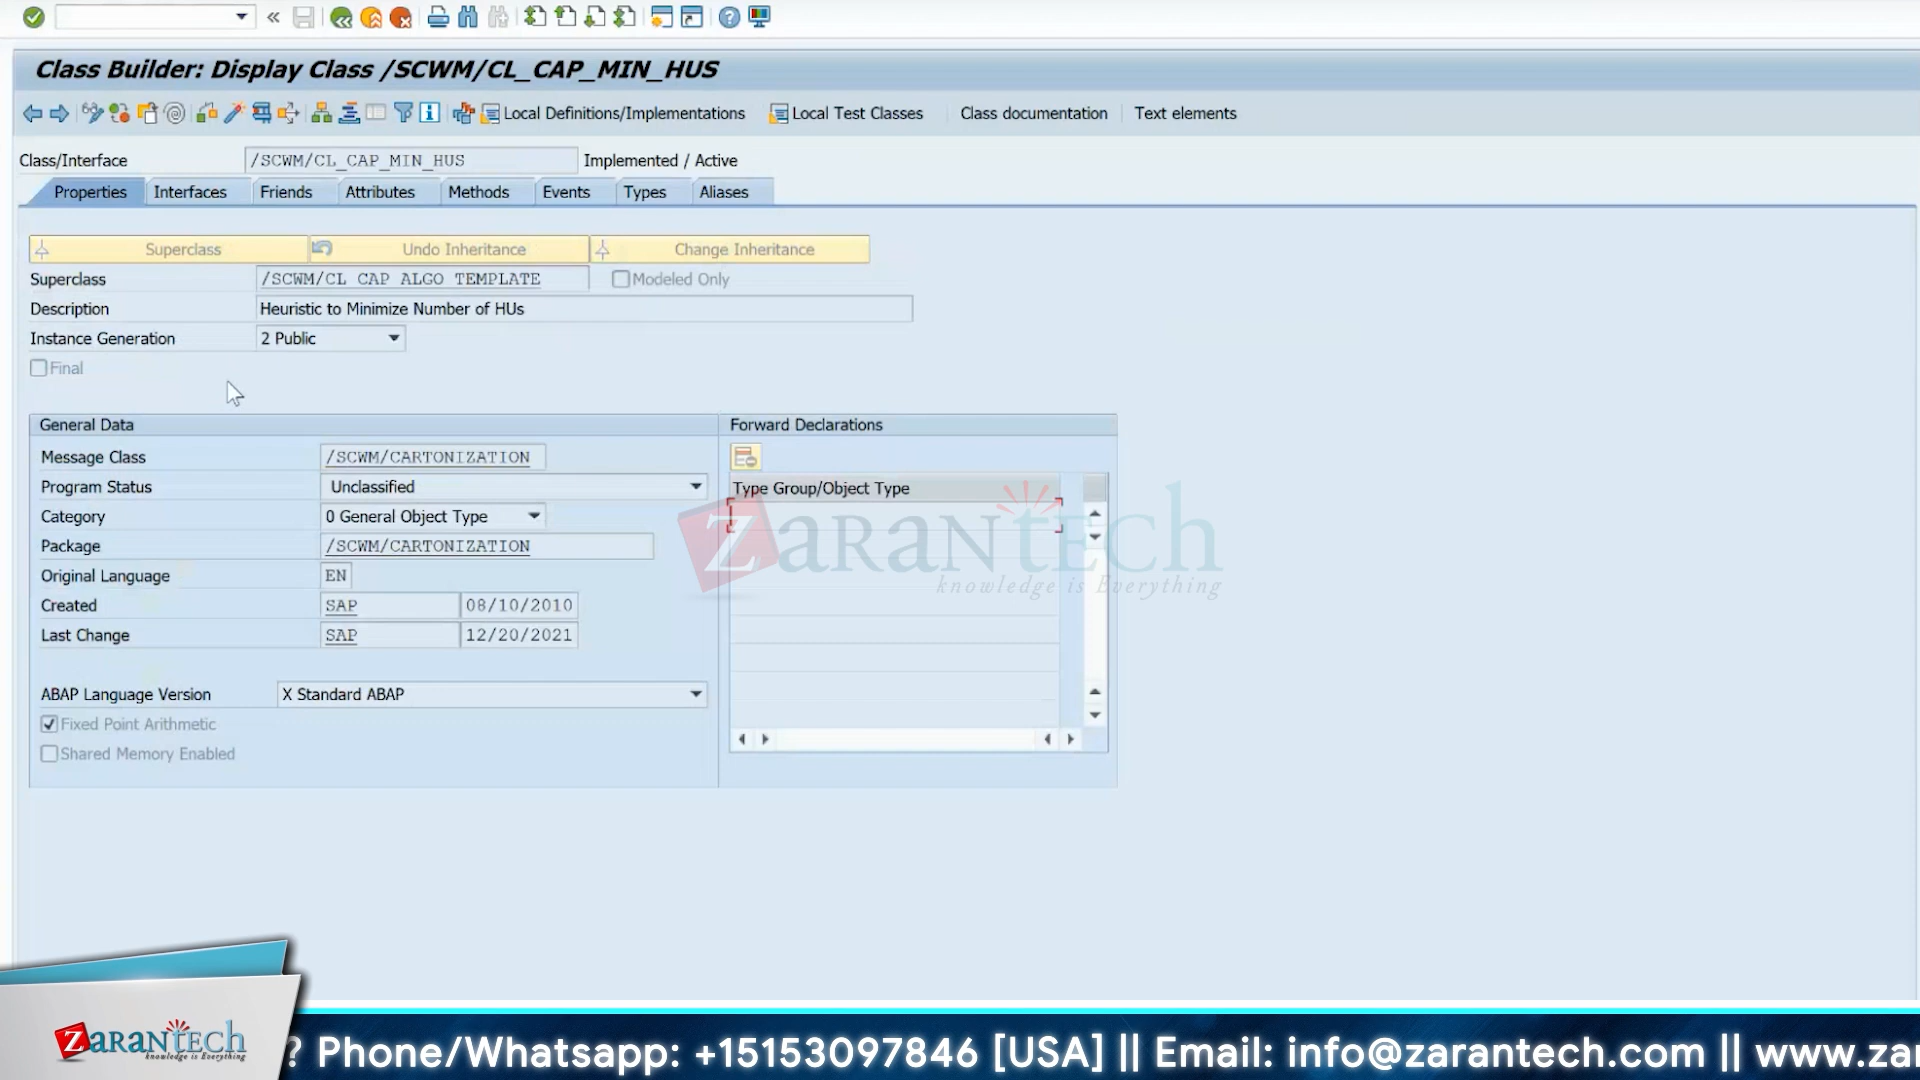 Class Builder: Display Class /SCWM/CL_CAP_MIN_HUS
Local Definitions/Implementations Local Test Classes Class documentation Text elements
Class/Interface /SCWM/CL_CAP_MIN_HUS Implemented / Active
Properties Interfaces Friends Attributes Methods Events Types Aliases
Superclass Undo Inheritance Change Inheritance
Superclass /SCWM/CL_CAP_ALGO_TEMPLATE Modeled Only
Description Heuristic to Minimize Number of HUs
Instance Generation 2 Public
Final
General Data Forward Declarations
Message Class /SCWM/CARTONIZATION
Program Status Unclassified Type Group/Object Type
Category 0 General Object Type
Package /SCWM/CARTONIZATION
Original Language EN
Created SAP 08/10/2010
Last Change SAP 12/20/2021
ABAP Language Version X Standard ABAP
Fixed Point Arithmetic
Shared Memory Enabled
ZaranTech
knowledge is Everything
ZaranTech
knowledge is Everything
? Phone/Whatsapp: +15153097846 [USA] || Email: info@zarantech.com || www.za